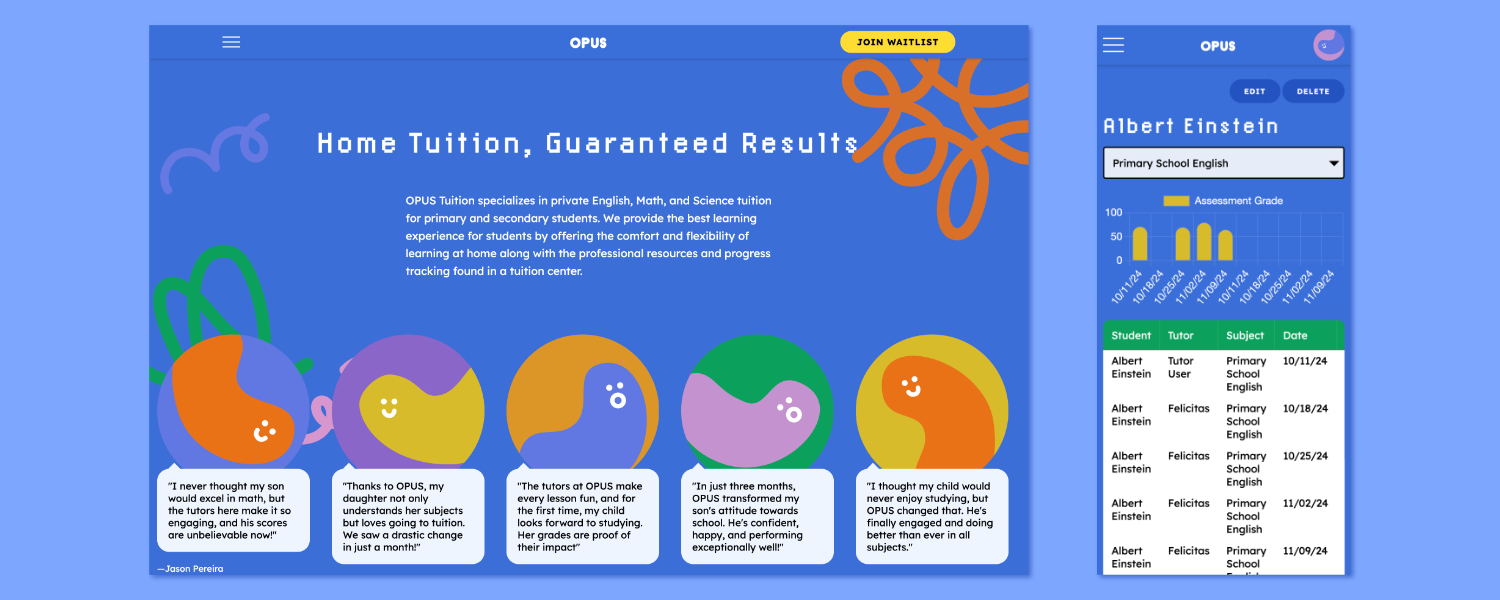 OPUS
JOIN WAITLIST
Home Tuition, Guaranteed Results
OPUS Tuition specializes in private English, Math, and Science tuition
for primary and secondary students. We provide the best learning
experience for students by offering the comfort and flexibility of
learning at home along with the professional resources and progress
tracking found in a tuition center.
"I never thought my son
would excel in math, but
the tutors here make it so
engaging, and his scores
are unbelievable now!"
—Jason Pereira
"Thanks to OPUS, my
daughter not only
understands her subjects
but loves going to tuition.
We saw a drastic change
in just a month!"
"The tutors at OPUS make
every lesson fun, and for
the first time, my child
looks forward to studying.
Her grades are proof of
their impact"
"In just three months,
OPUS transformed my
son's attitude towards
school. He's confident,
happy, and performing
exceptionally well!"
"I thought my child would
never enjoy studying, but
OPUS changed that. He's
finally engaged and doing
better than ever in all
subjects."
OPUS
EDIT DELETE
Albert Einstein
Primary School English
Assessment Grade
100
50
0
10/11/24 10/18/24 10/25/24 11/02/24 11/09/24 10/11/24 10/18/24 10/25/24 11/02/24 11/09/24
Student Tutor Subject Date
Albert Tutor Primary 10/11/24
Einstein User School
English
Albert Felicitas Primary 10/18/24
Einstein School
English
Albert Felicitas Primary 10/25/24
Einstein School
English
Albert Felicitas Primary 11/02/24
Einstein School
English
Albert Felicitas Primary 11/09/24
Einstein School